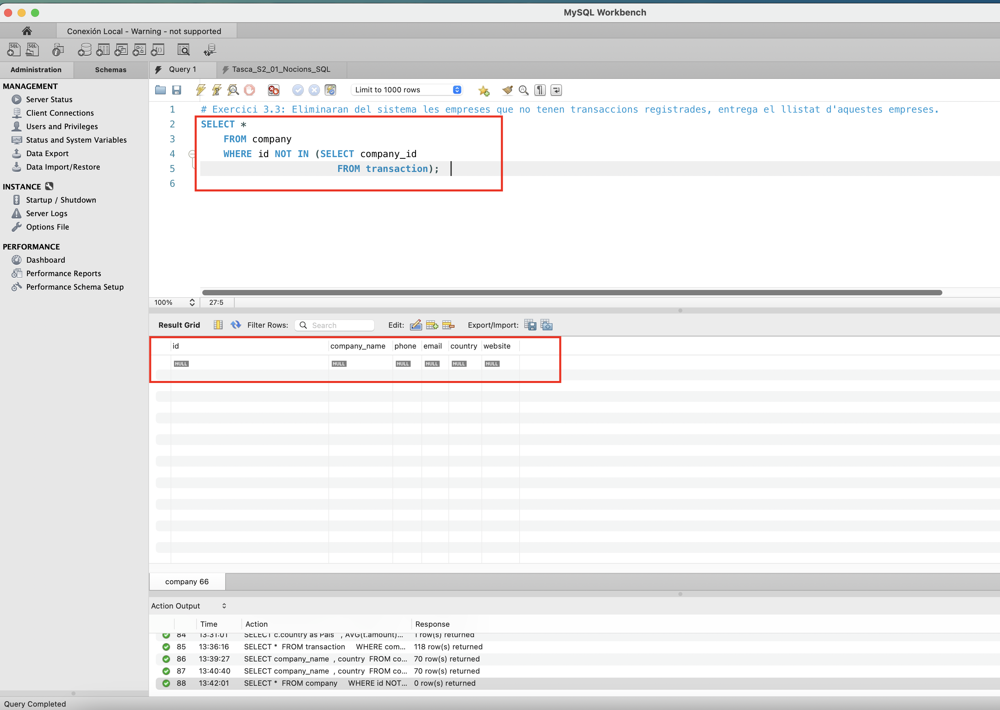 MySQL Workbench
Conexión Local - Warning - not supported
Administration Schemas
Query 1 Tasca_S2_01_Nocions_SQL
MANAGEMENT
Server Status
Client Connections
Users and Privileges
Status and System Variables
Data Export
Data Import/Restore
INSTANCE
Startup / Shutdown
Server Logs
Options File
PERFORMANCE
Dashboard
Performance Reports
Performance Schema Setup
Limit to 1000 rows
1 # Exercici 3.3: Eliminaran del sistema les empreses que no tenen transaccions registrades, entrega el llistat d'aquestes empreses.
2 SELECT *
3 FROM company
4 WHERE id NOT IN (SELECT company_id
5 FROM transaction);
6
100% 27:5
Result Grid Filter Rows: Search Edit: Export/Import:
id company_name phone email country website
NULL NULL NULL NULL NULL NULL
company 66
Action Output
Time Action Response
84 13:31:01 SELECT c.country as Pais , AVG(t.amount)... 1 row(s) returned
85 13:36:16 SELECT * FROM transaction WHERE com... 118 row(s) returned
86 13:39:27 SELECT company_name , country FROM co... 70 row(s) returned
87 13:40:40 SELECT company_name , country FROM co... 70 row(s) returned
88 13:42:01 SELECT * FROM company WHERE id NOT... 0 row(s) returned
Query Completed